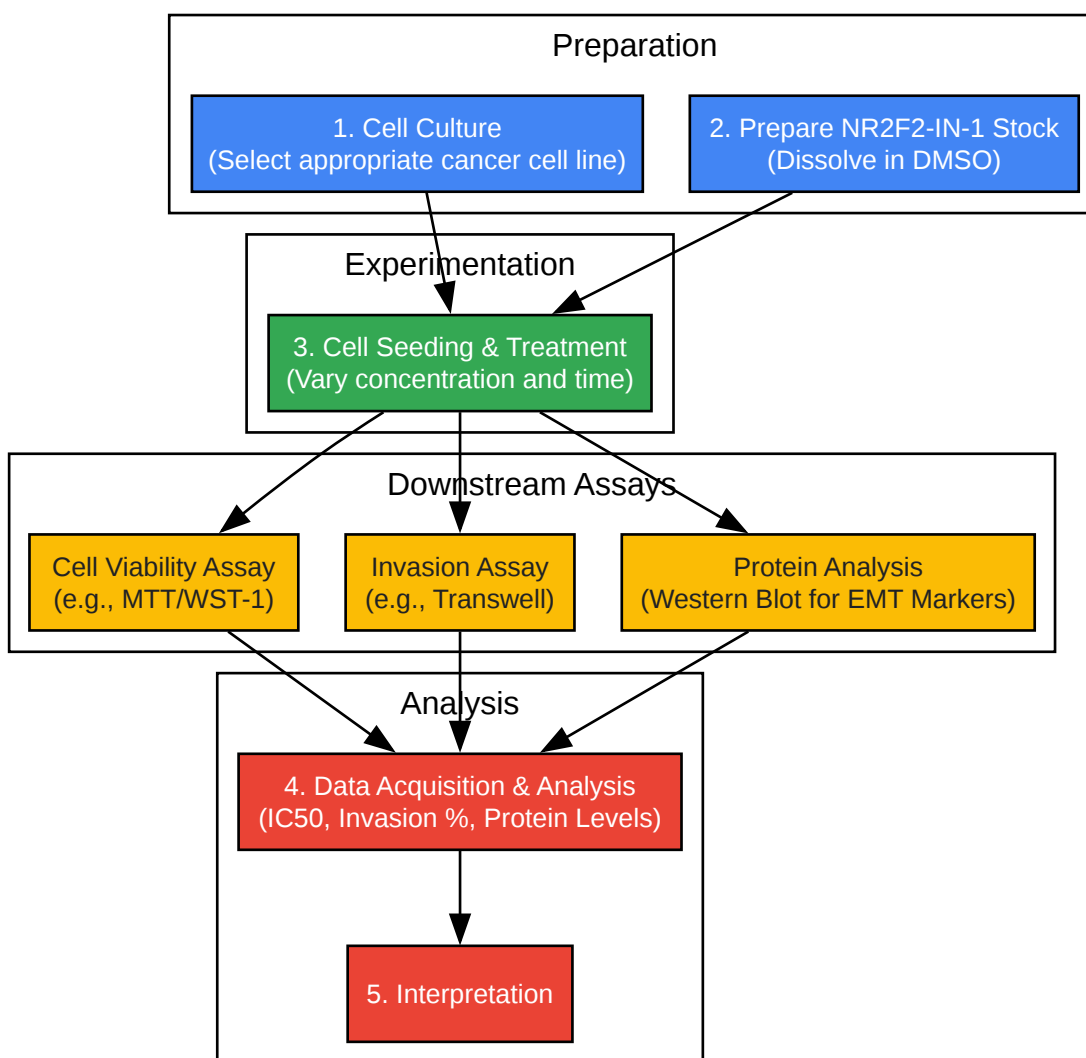 Preparation
1. Cell Culture
(Select appropriate cancer cell line)
2. Prepare NR2F2-IN-1 Stock
(Dissolve in DMSO)
Experimentation
3. Cell Seeding & Treatment
(Vary concentration and time)
Downstream Assays
Cell Viability Assay
(e.g., MTT/WST-1)
Invasion Assay
(e.g., Transwell)
Protein Analysis
(Western Blot for EMT Markers)
Analysis
4. Data Acquisition & Analysis
(IC50, Invasion %, Protein Levels)
5. Interpretation